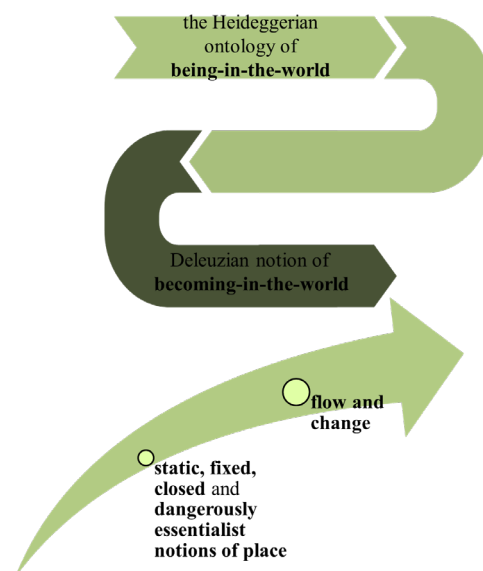 the Heideggerian
ontology of
being-in-the-world
Deleuzian notion of
becoming-in-the-world
flow and
change
static, fixed,
closed and
dangerously
essentialist
notions of place